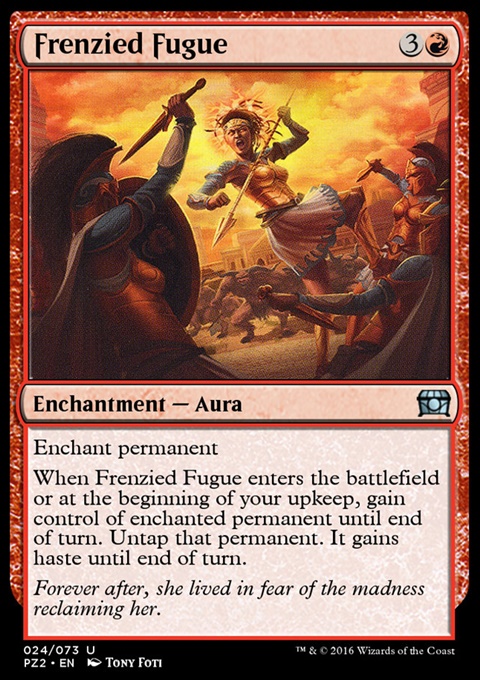 Frenzied Fugue 3
Enchantment — Aura
Enchant permanent
When Frenzied Fugue enters the battlefield
or at the beginning of your upkeep, gain
control of enchanted permanent until end
of turn. Untap that permanent. It gains
haste until end of turn.
Forever after, she lived in fear of the madness
reclaiming her.
024/073 U
PZ2 • EN Tony Foti
™ & © 2016 Wizards of the Coast